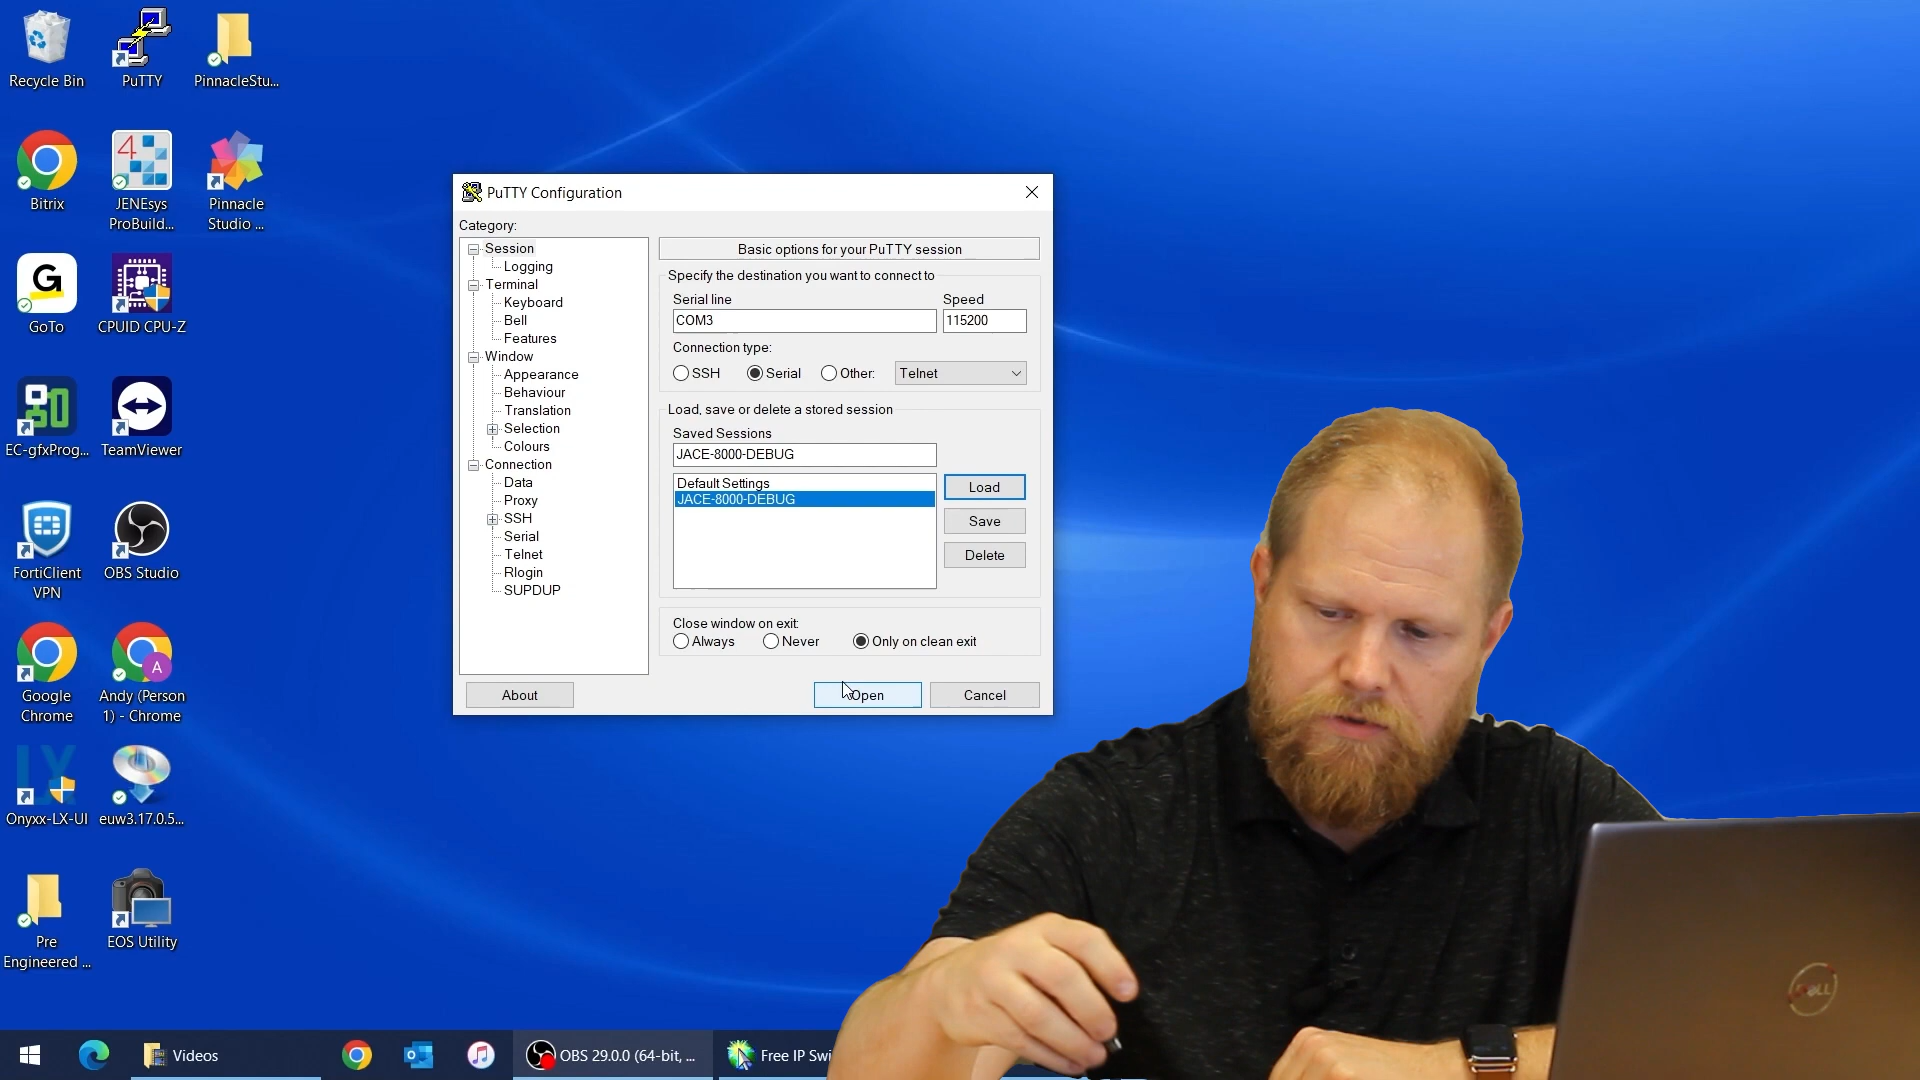 Recycle Bin
PuTTY
PinnacleStu...
Bitrix
4
JENEsys
ProBuild...
Pinnacle
Studio ...
G
GoTo
CPUID CPU-Z
EC-gfxProg...
TeamViewer
FortiClient
VPN
OBS Studio
Google
Chrome
A
Andy (Person
1) - Chrome
LX
Onyxx-LX-UI
euw3.17.0.5...
Pre
Engineered ...
EOS Utility
PuTTY Configuration
Category:
Session
Logging
Terminal
Keyboard
Bell
Features
Window
Appearance
Behaviour
Translation
Selection
Colours
Connection
Data
Proxy
SSH
Serial
Telnet
Rlogin
SUPDUP
Basic options for your PuTTY session
Specify the destination you want to connect to
Serial line
Speed
COM3
115200
Connection type:
SSH
Serial
Other:
Telnet
Load, save or delete a stored session
Saved Sessions
JACE-8000-DEBUG
Default Settings
JACE-8000-DEBUG
Load
Save
Delete
Close window on exit:
Always
Never
Only on clean exit
About
Open
Cancel
DELL
Videos
OBS 29.0.0 (64-bit, ...
Free IP Swi